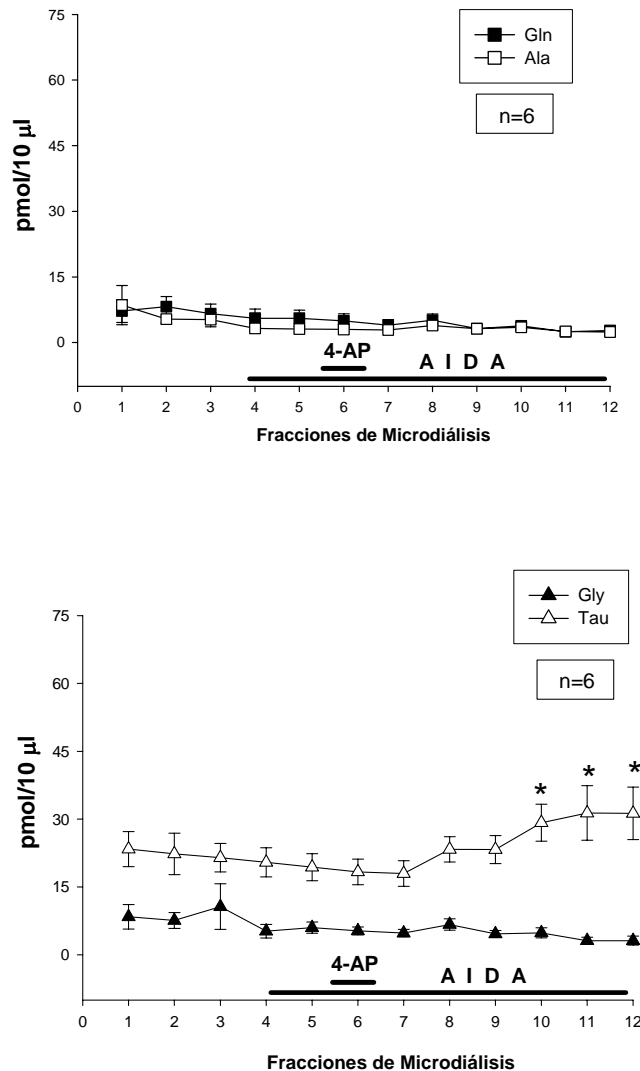 Gln
Ala
n=6
75
60
45
30
15
0
pmol/10 µl
4-AP
A I D A
0 1 2 3 4 5 6 7 8 9 10 11 12
Fracciones de Microdiálisis
Gly
Tau
n=6
75
60
45
30
15
0
pmol/10 µl
* * *
4-AP
A I D A
0 1 2 3 4 5 6 7 8 9 10 11 12
Fracciones de Microdiálisis